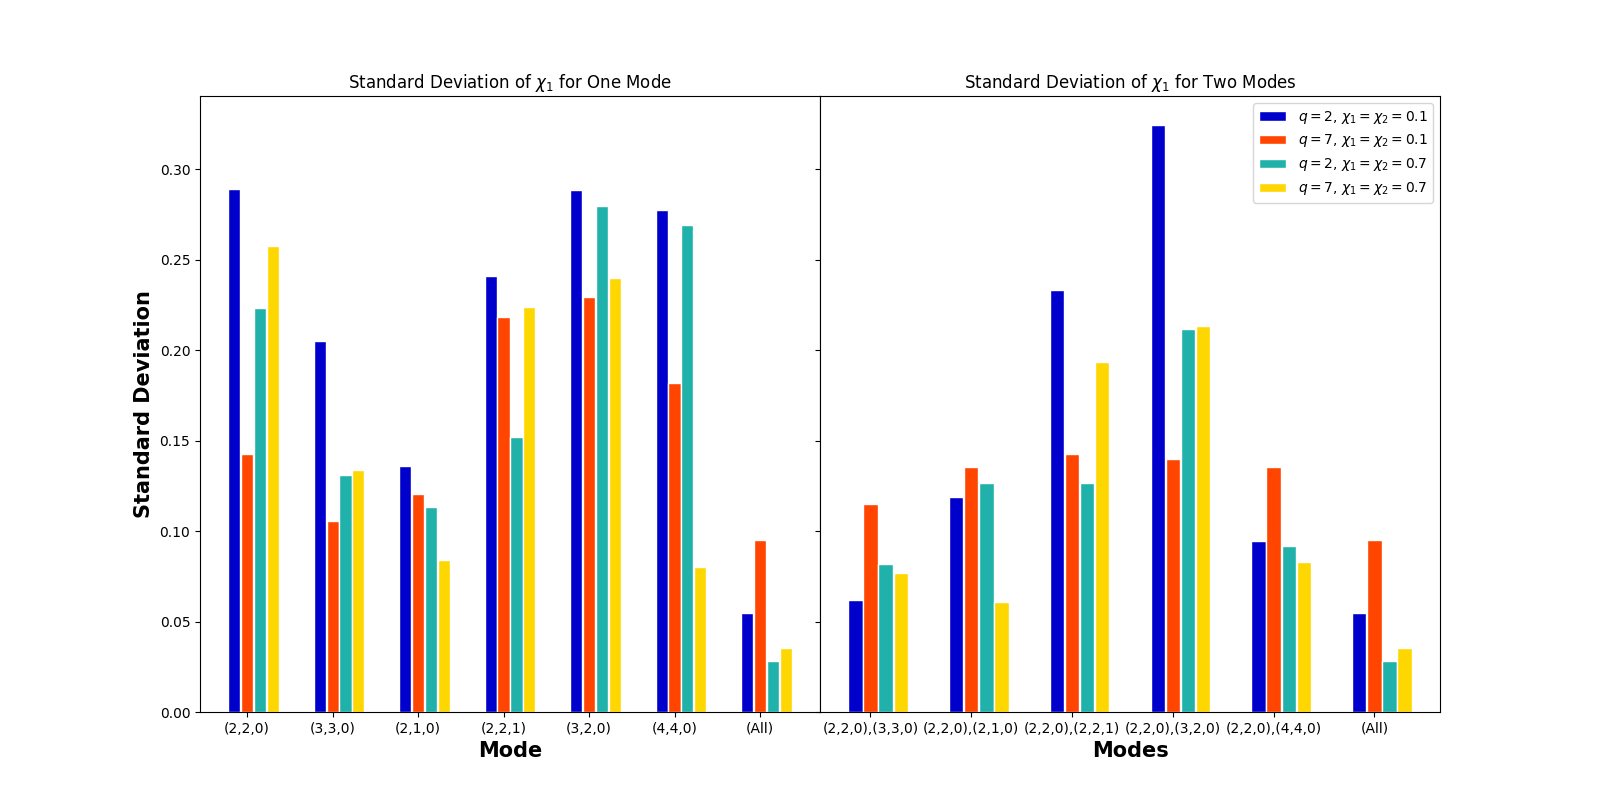 Standard Deviation of χ₁ for One Mode
Standard Deviation of χ₁ for Two Modes
q = 2, χ₁ = χ₂ = 0.1
q = 7, χ₁ = χ₂ = 0.1
q = 2, χ₁ = χ₂ = 0.7
q = 7, χ₁ = χ₂ = 0.7
Standard Deviation
0.30
0.25
0.20
0.15
0.10
0.05
0.00
(2,2,0) (3,3,0) (2,1,0) (2,2,1) (3,2,0) (4,4,0) (All)
Mode
(2,2,0),(3,3,0) (2,2,0),(2,1,0) (2,2,0),(2,2,1) (2,2,0),(3,2,0) (2,2,0),(4,4,0) (All)
Modes